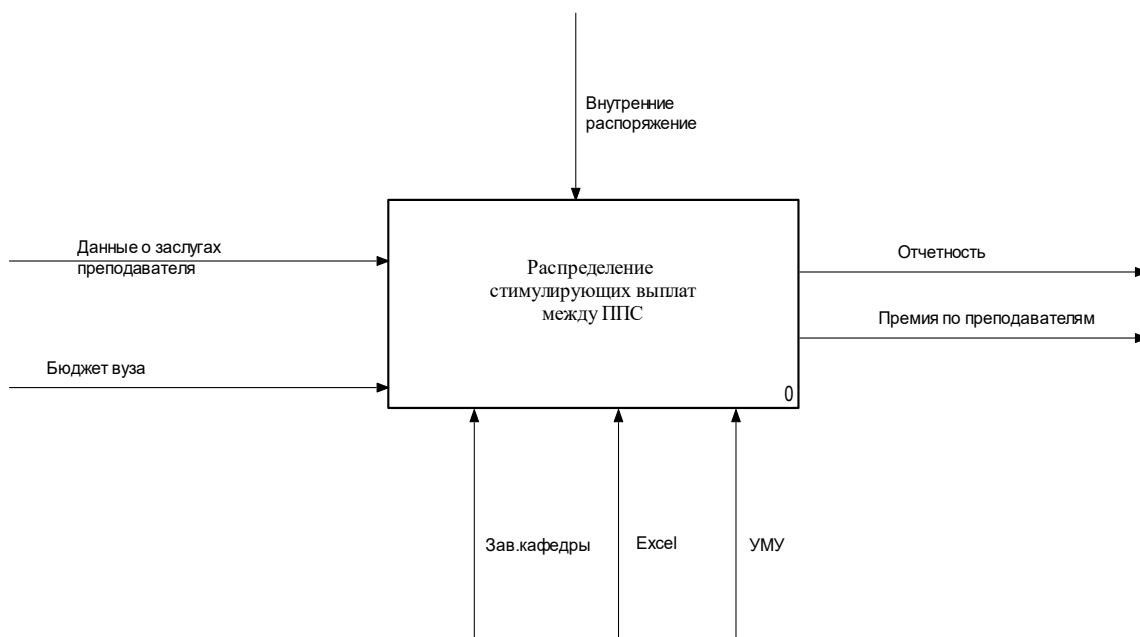 Внутренние
распоряжение
Данные о заслугах
преподавателя
Бюджет вуза
Распределение
стимулирующих выплат
между ППС
0
Отчетность
Премия по преподавателям
Зав.кафедры
Excel
УМУ